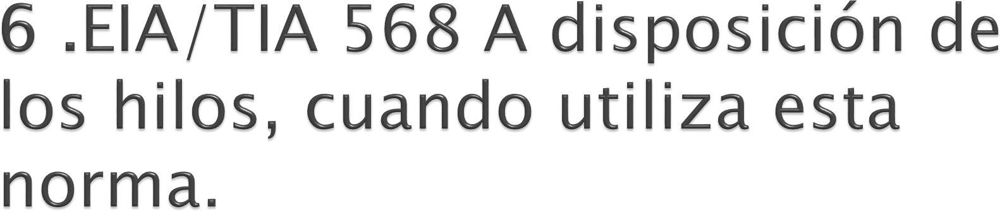 6 .EIA/TIA 568 A disposición de
los hilos, cuando utiliza esta
norma.